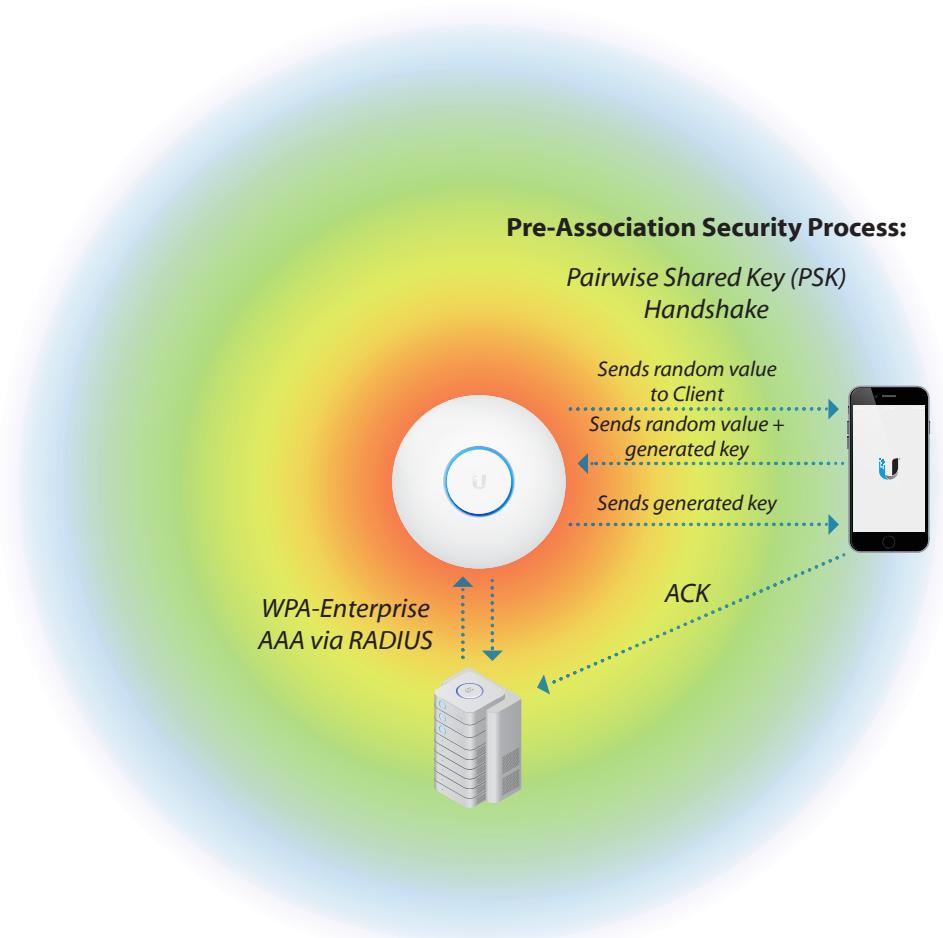 Pre-Association Security Process:
Pairwise Shared Key (PSK)
Handshake
Sends random value
to Client
Sends random value +
generated key
Sends generated key
ACK
WPA-Enterprise
AAA via RADIUS